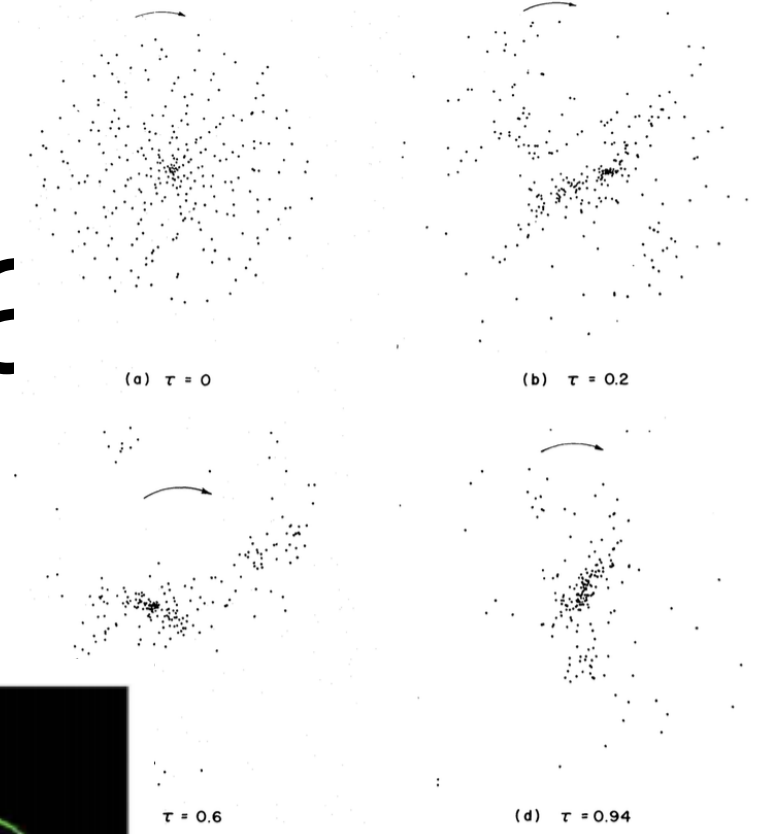 (a) τ = 0
(b) τ = 0.2
τ = 0.6
(d) τ = 0.94